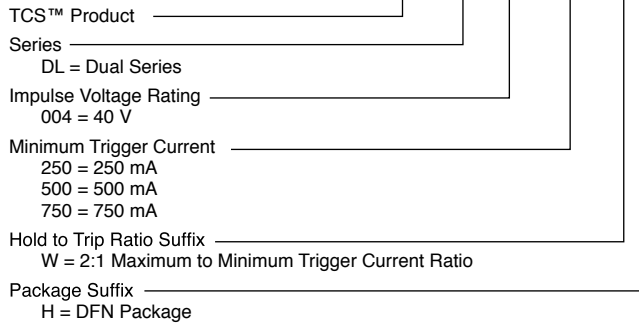 TCS™ Product
Series
DL = Dual Series
Impulse Voltage Rating
004 = 40 V
Minimum Trigger Current
250 = 250 mA
500 = 500 mA
750 = 750 mA
Hold to Trip Ratio Suffix
W = 2:1 Maximum to Minimum Trigger Current Ratio
Package Suffix
H = DFN Package